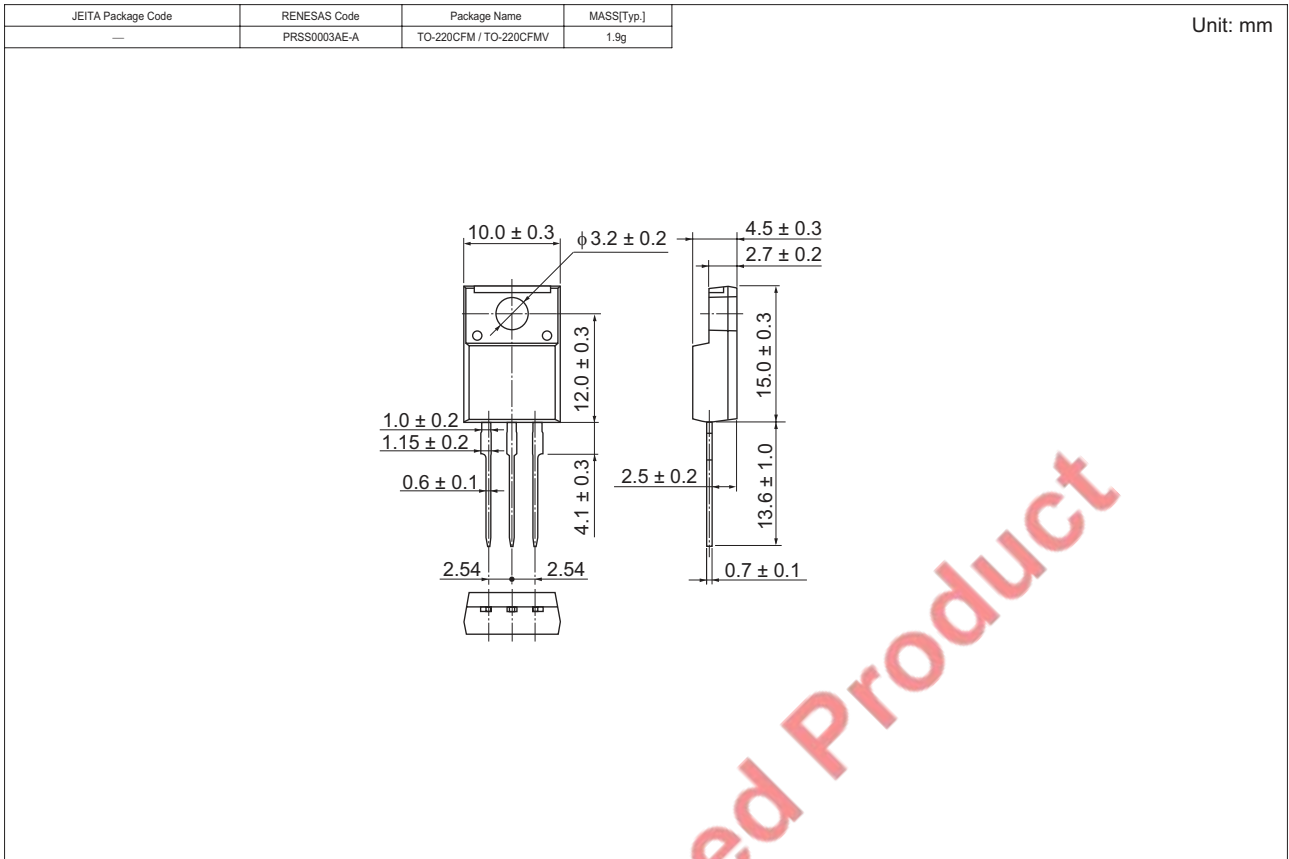 JEITA Package Code RENESAS Code Package Name MASS[Typ.]
— PRSS0003AE-A TO-220CFM / TO-220CFMV 1.9g
Unit: mm
10.0 ± 0.3
ϕ 3.2 ± 0.2
4.5 ± 0.3
2.7 ± 0.2
12.0 ± 0.3
15.0 ± 0.3
1.0 ± 0.2
1.15 ± 0.2
0.6 ± 0.1
4.1 ± 0.3
2.5 ± 0.2
13.6 ± 1.0
2.54 2.54
0.7 ± 0.1
ed Product